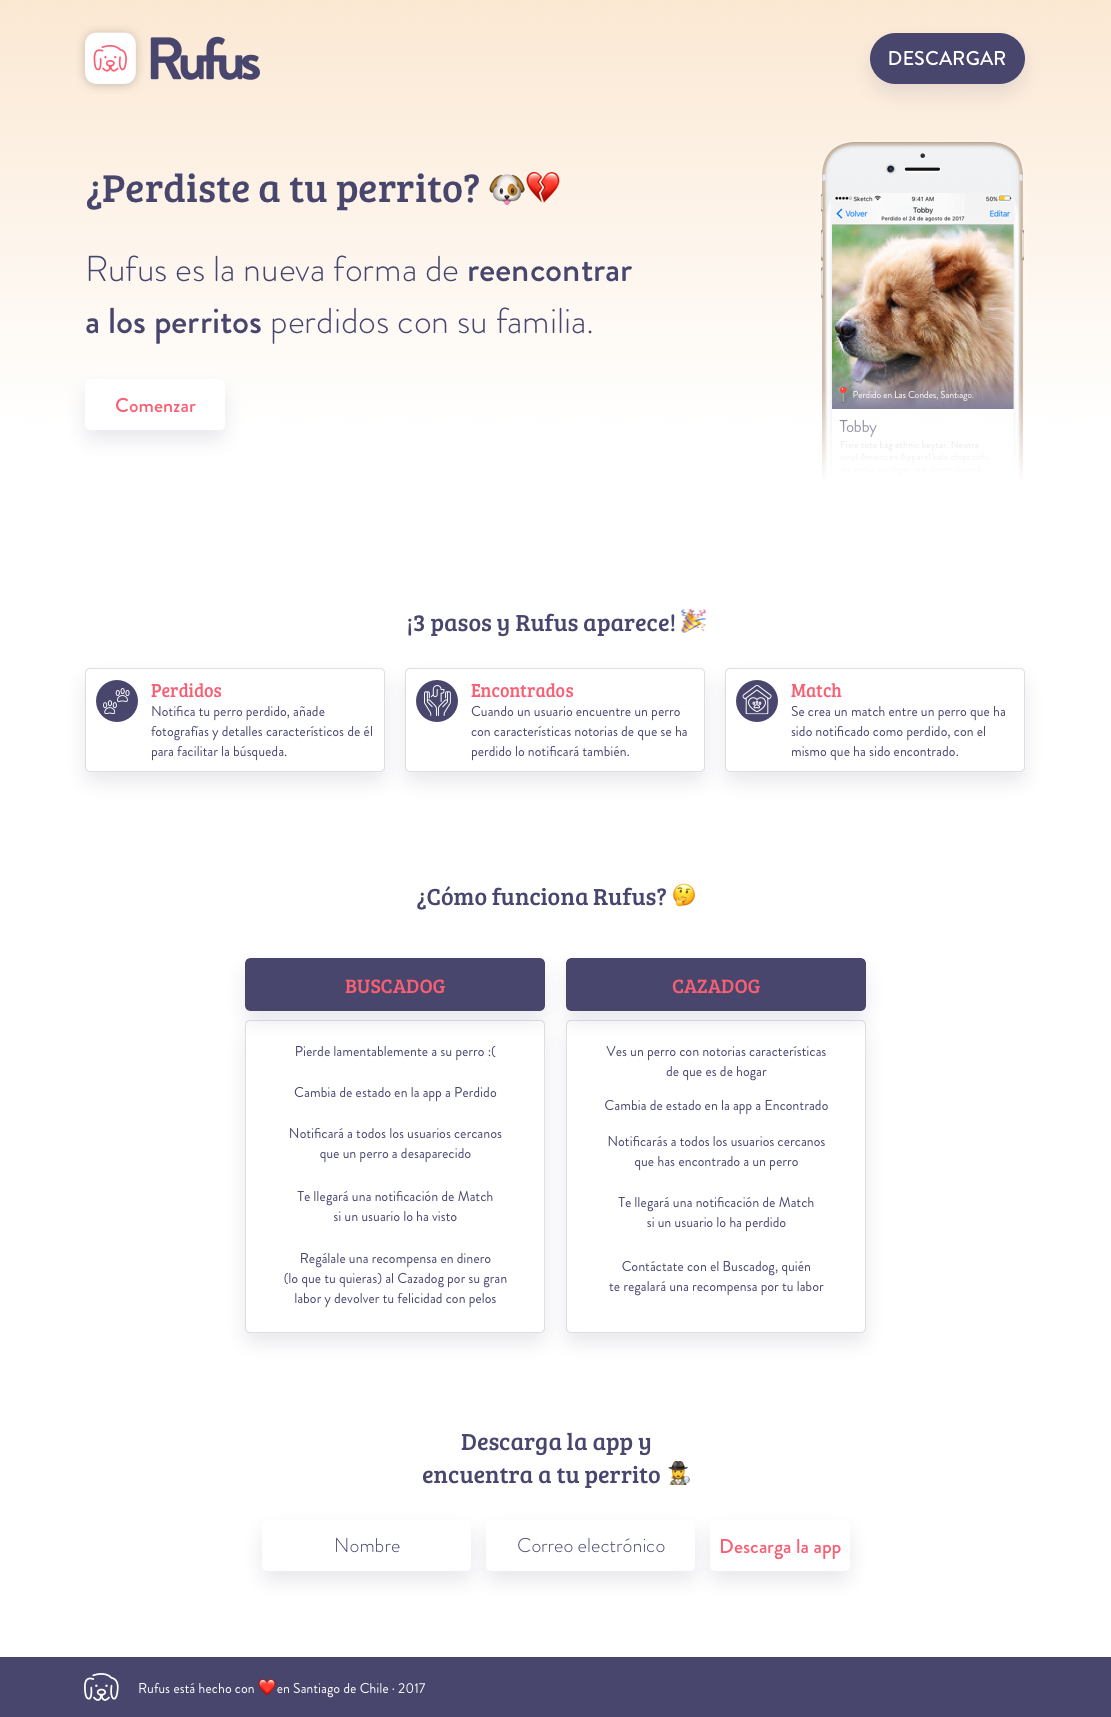 Rufus
DESCARGAR
¿Perdiste a tu perrito? 🐶💔
Rufus es la nueva forma de reencontrar
a los perritos perdidos con su familia.
Comenzar
Sketch 9:41 AM 50%
Volver Tobby Editar
Perdido el 24 de agosto de 2017
📍 Perdido en Las Condes, Santiago.
Tobby
¡3 pasos y Rufus aparece! 🎉
Perdidos
Notifica tu perro perdido, añade
fotografías y detalles característicos de él
para facilitar la búsqueda.
Encontrados
Cuando un usuario encuentre un perro
con características notorias de que se ha
perdido lo notificará también.
Match
Se crea un match entre un perro que ha
sido notificado como perdido, con el
mismo que ha sido encontrado.
¿Cómo funciona Rufus? 🤔
BUSCADOG
Pierde lamentablemente a su perro :(
Cambia de estado en la app a Perdido
Notificará a todos los usuarios cercanos
que un perro a desaparecido
Te llegará una notificación de Match
si un usuario lo ha visto
Regálale una recompensa en dinero
(lo que tu quieras) al Cazadog por su gran
labor y devolver tu felicidad con pelos
CAZADOG
Ves un perro con notorias características
de que es de hogar
Cambia de estado en la app a Encontrado
Notificarás a todos los usuarios cercanos
que has encontrado a un perro
Te llegará una notificación de Match
si un usuario lo ha perdido
Contáctate con el Buscadog, quién
te regalará una recompensa por tu labor
Descarga la app y
encuentra a tu perrito 🕵️
Nombre
Correo electrónico
Descarga la app
Rufus está hecho con ❤️ en Santiago de Chile · 2017